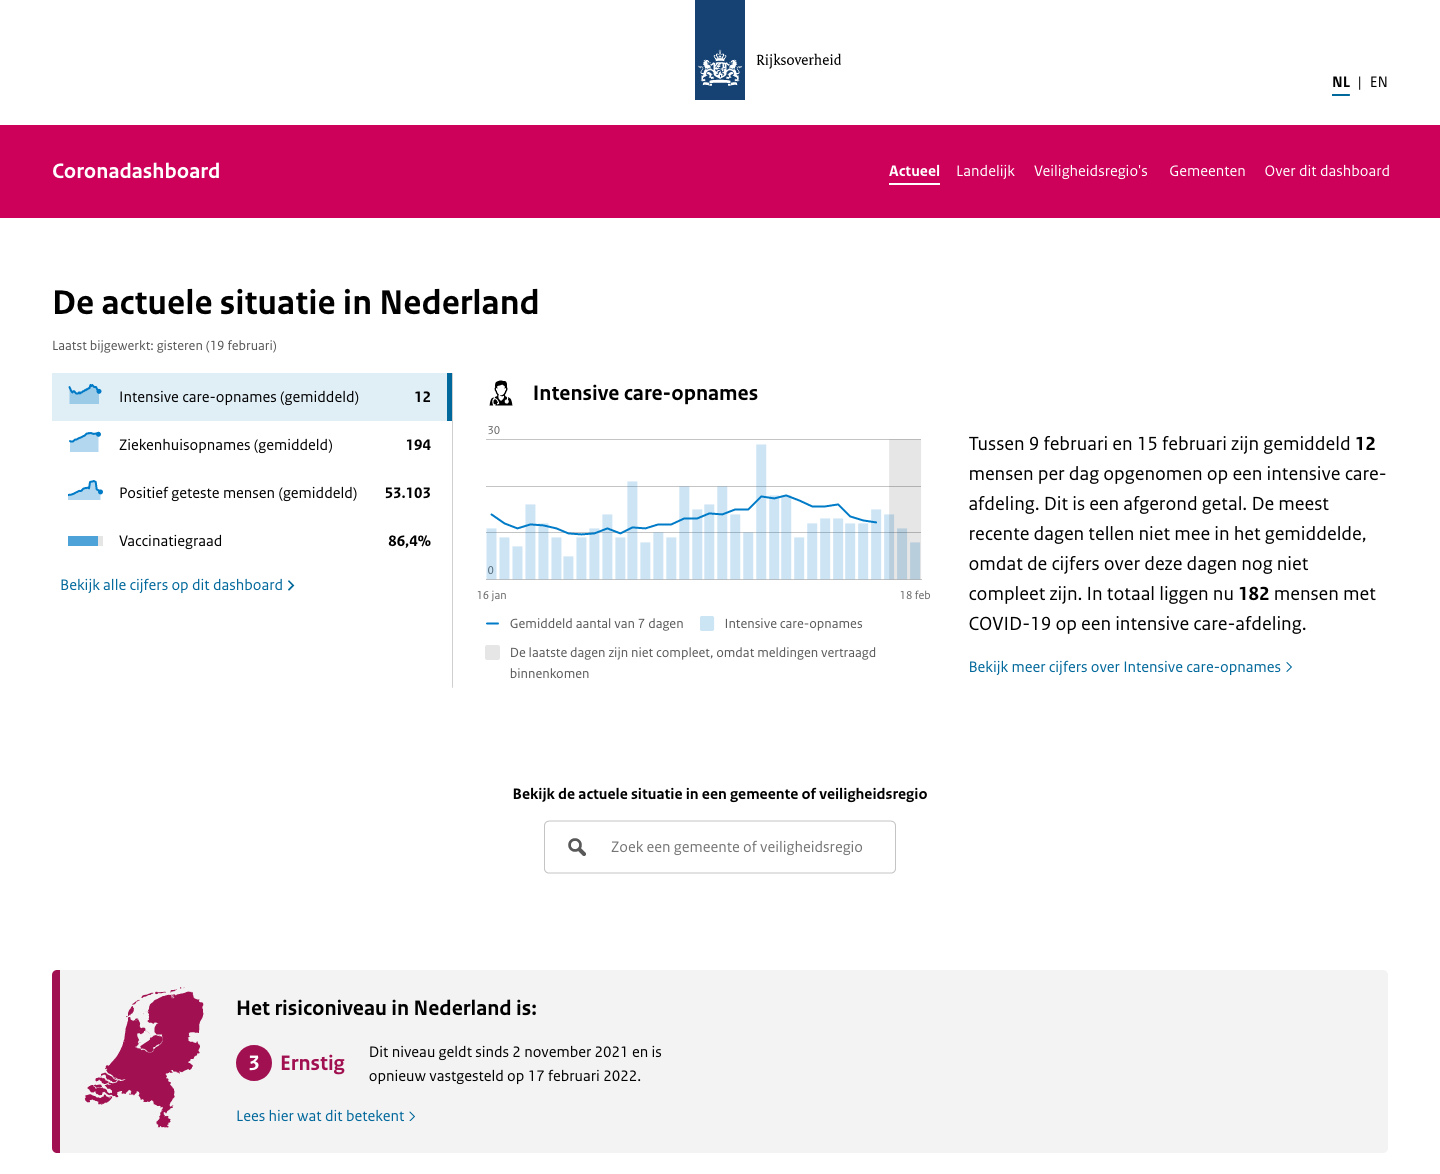 Rijksoverheid
NL | EN
Coronadashboard
Actueel Landelijk Veiligheidsregio's Gemeenten Over dit dashboard
De actuele situatie in Nederland
Laatst bijgewerkt: gisteren (19 februari)
Intensive care-opnames (gemiddeld) 12
Ziekenhuisopnames (gemiddeld) 194
Positief geteste mensen (gemiddeld) 53.103
Vaccinatiegraad 86,4%
Bekijk alle cijfers op dit dashboard
Intensive care-opnames
30
0
16 jan 18 feb
Gemiddeld aantal van 7 dagen Intensive care-opnames
De laatste dagen zijn niet compleet, omdat meldingen vertraagd
binnenkomen
Tussen 9 februari en 15 februari zijn gemiddeld 12
mensen per dag opgenomen op een intensive care-
afdeling. Dit is een afgerond getal. De meest
recente dagen tellen niet mee in het gemiddelde,
omdat de cijfers over deze dagen nog niet
compleet zijn. In totaal liggen nu 182 mensen met
COVID-19 op een intensive care-afdeling.
Bekijk meer cijfers over Intensive care-opnames
Bekijk de actuele situatie in een gemeente of veiligheidsregio
Zoek een gemeente of veiligheidsregio
Het risiconiveau in Nederland is:
3 Ernstig
Dit niveau geldt sinds 2 november 2021 en is
opnieuw vastgesteld op 17 februari 2022.
Lees hier wat dit betekent